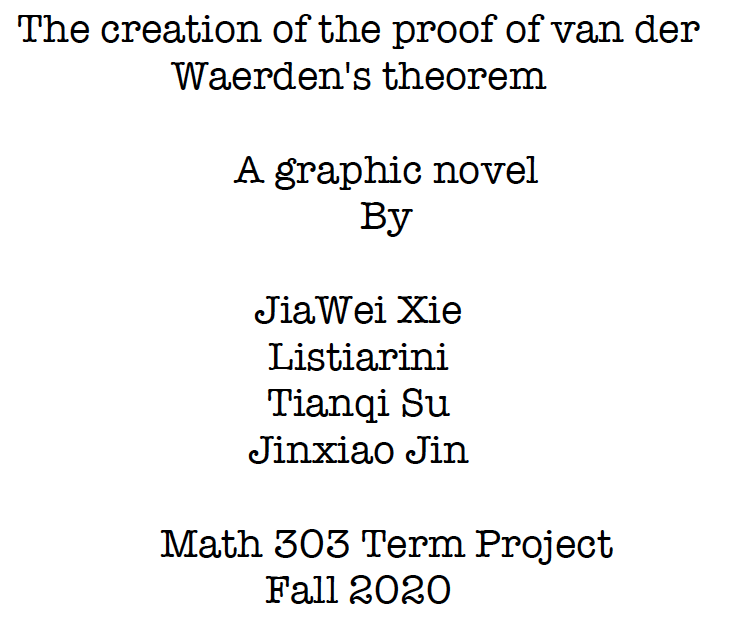 The creation of the proof of van der
Waerden's theorem
A graphic novel
By
JiaWei Xie
Listiarini
Tianqi Su
Jinxiao Jin
Math 303 Term Project
Fall 2020